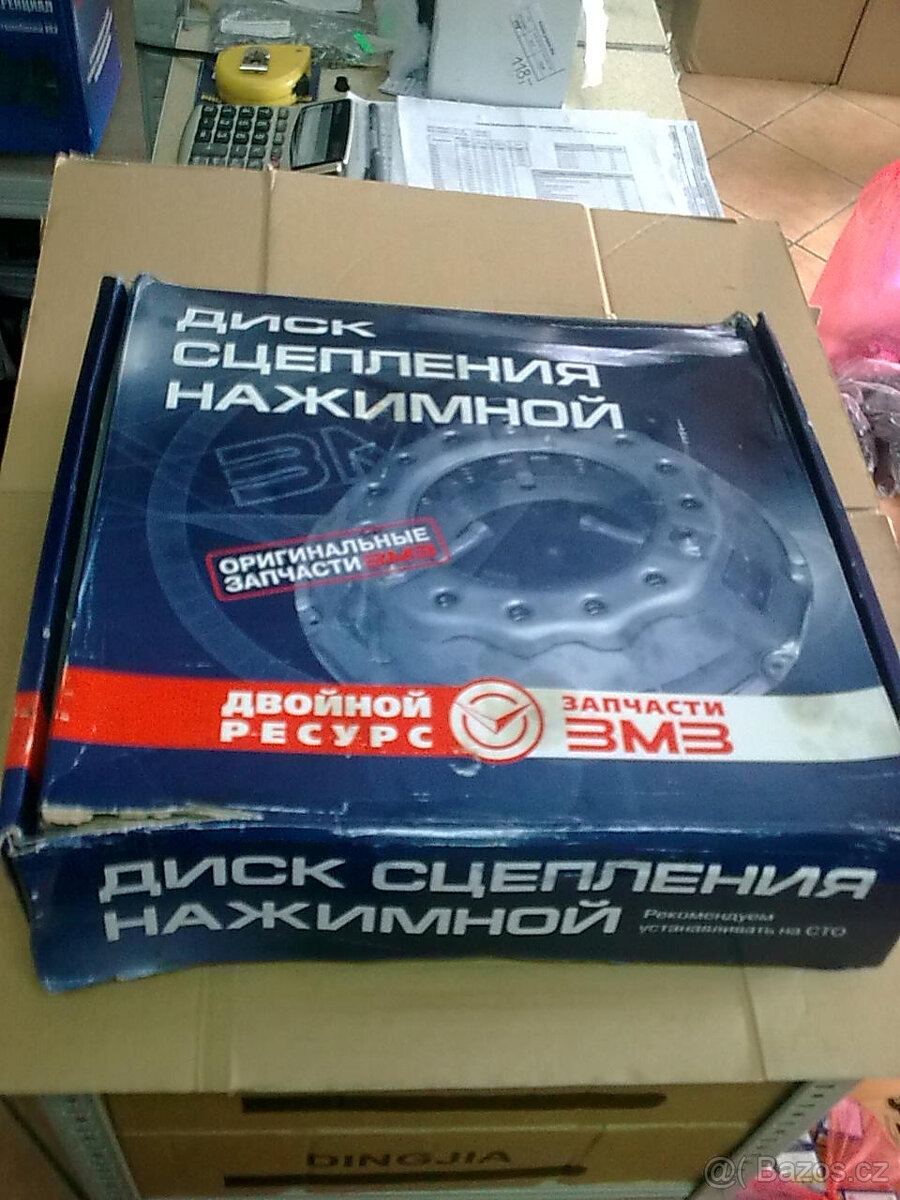 ДИСК
СЦЕПЛЕНИЯ
НАЖИМНОЙ
ЗМ
ОРИГИНАЛЬНЫЕ
ЗАПЧАСТИ ЗМЗ
ДВОЙНОЙ
РЕСУРС
ЗАПЧАСТИ
ЗМЗ
ДИСК СЦЕПЛЕНИЯ
НАЖИМНОЙ
Рекомендуем
устанавливать на СТО
DINGJIA
@( Bazos.cz